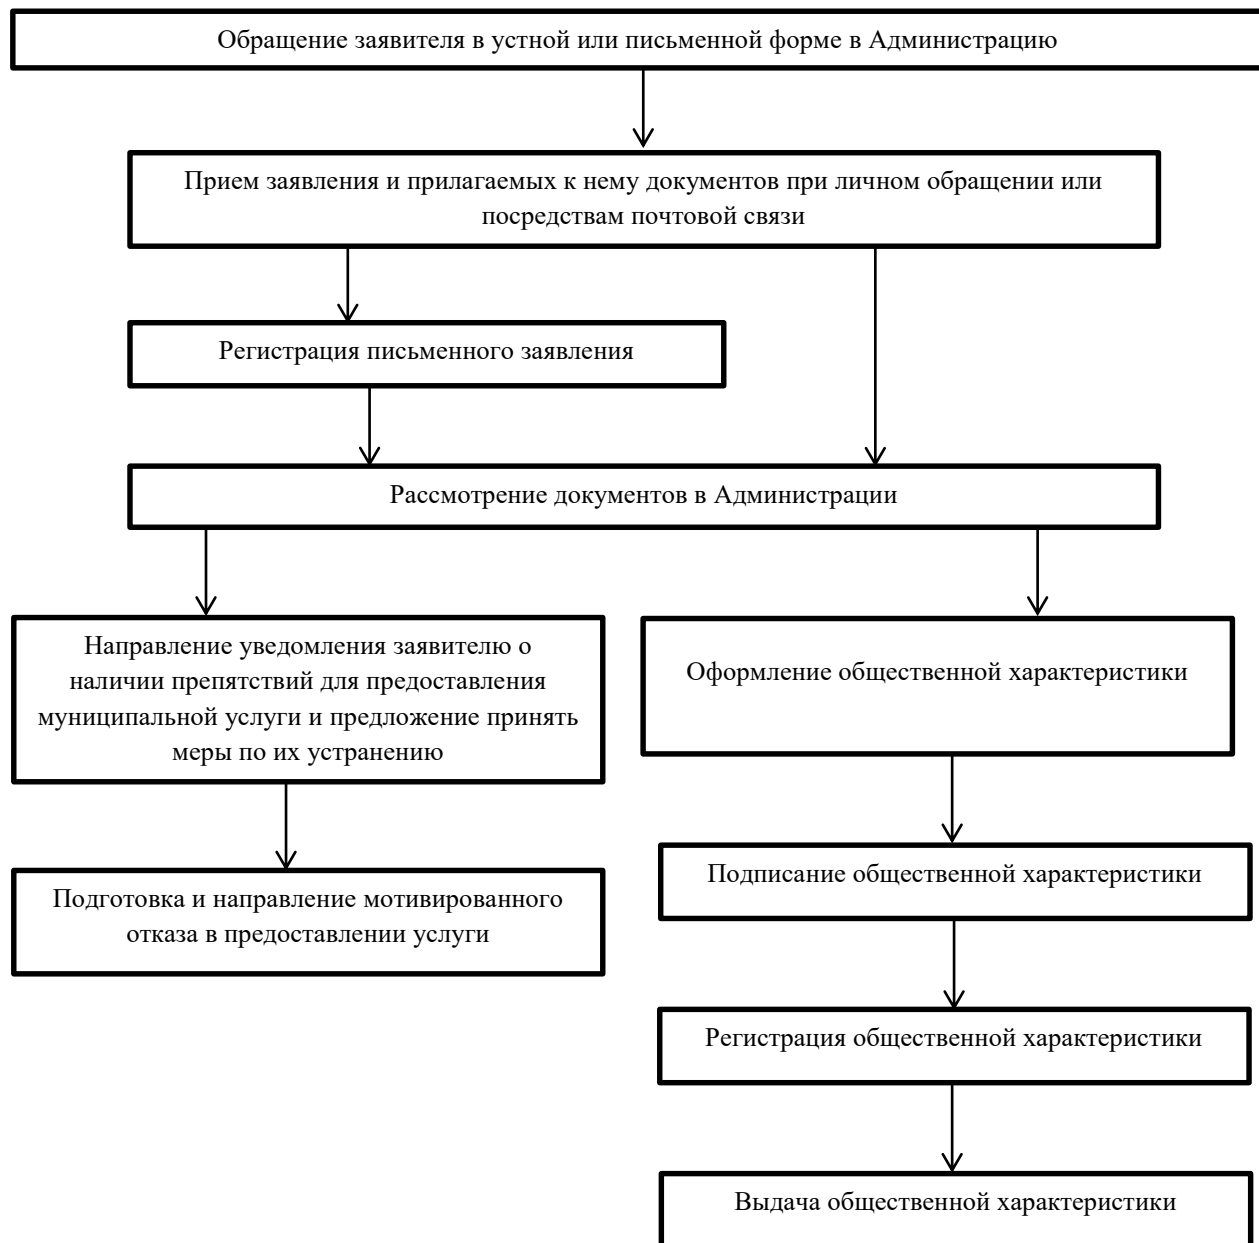 Обращение заявителя в устной или письменной форме в Администрацию
Прием заявления и прилагаемых к нему документов при личном обращении или
посредствам почтовой связи
Регистрация письменного заявления
Рассмотрение документов в Администрации
Направление уведомления заявителю о
наличии препятствий для предоставления
муниципальной услуги и предложение принять
меры по их устранению
Оформление общественной характеристики
Подписание общественной характеристики
Подготовка и направление мотивированного
отказа в предоставлении услуги
Регистрация общественной характеристики
Выдача общественной характеристики